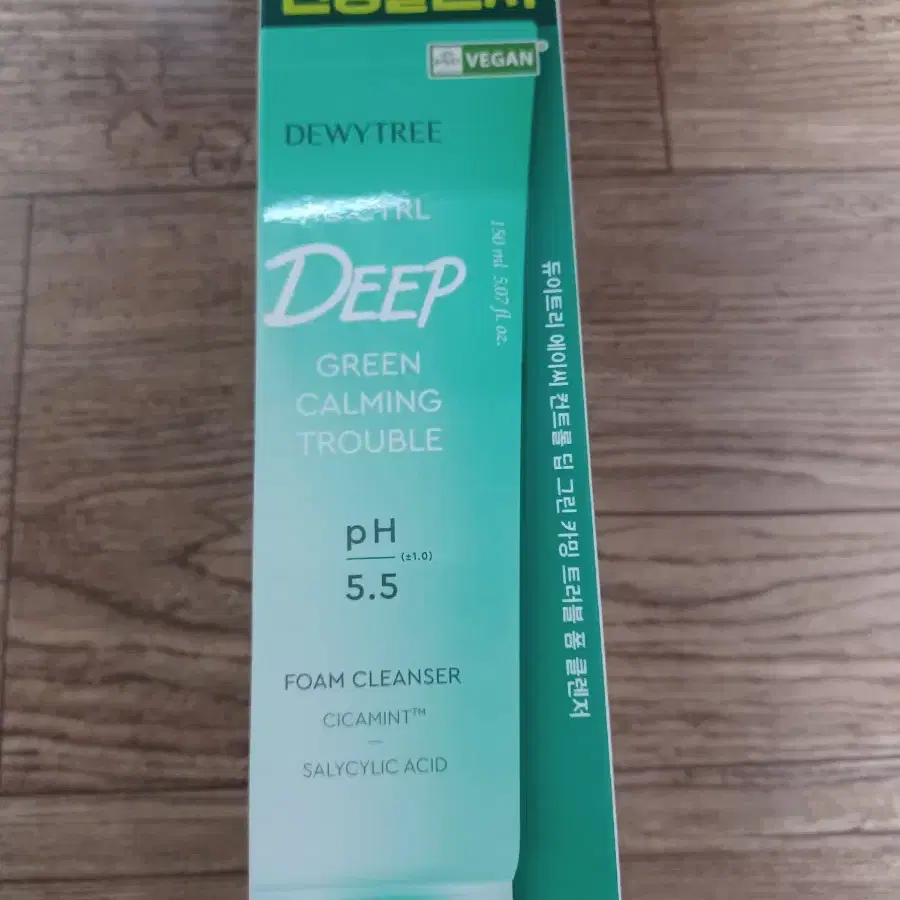 VEGAN
DEWYTREE
CTRL
DEEP
150 ml 5.07 fl. oz.
GREEN
CALMING
TROUBLE
pH
(±1.0)
5.5
FOAM CLEANSER
CICAMINT™
SALYCYLIC ACID
듀이트리 에이씨 컨트롤 딥 그린 카밍 트러블 폼 클렌저